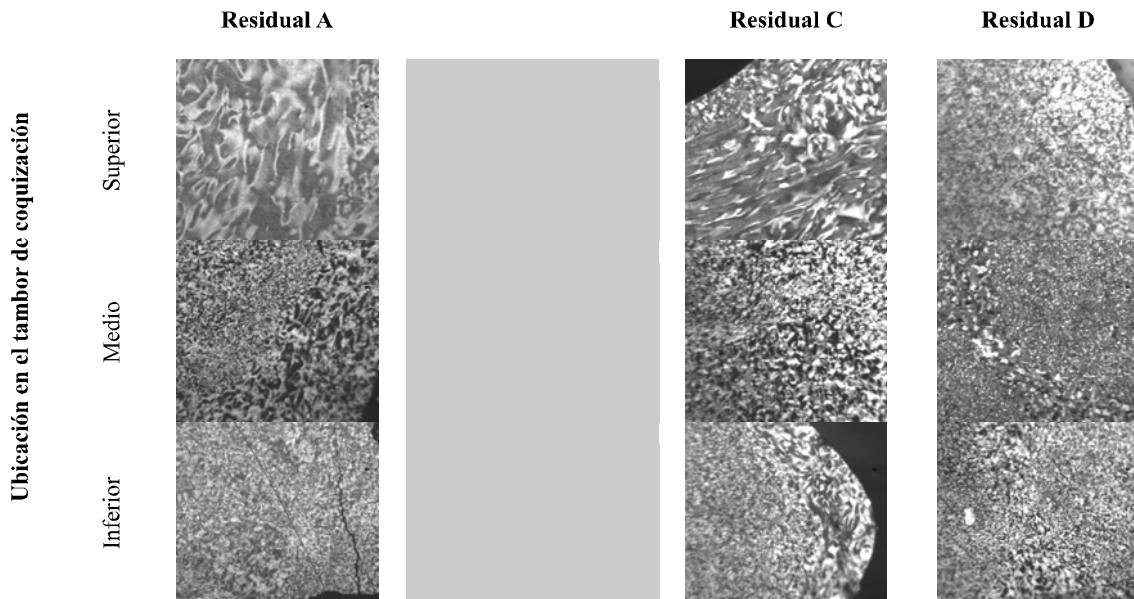 Residual A
Residual C
Residual D
Ubicación en el tambor de coquización
Superior
Medio
Inferior